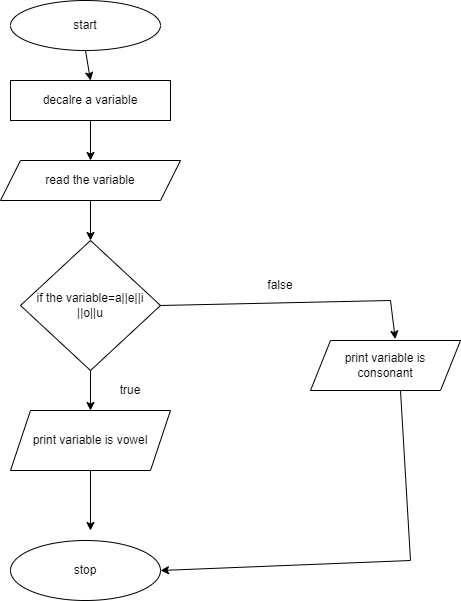 start
decalre a variable
read the variable
if the variable=a||e||i
||o||u
false
print variable is
consonant
true
print variable is vowel
stop